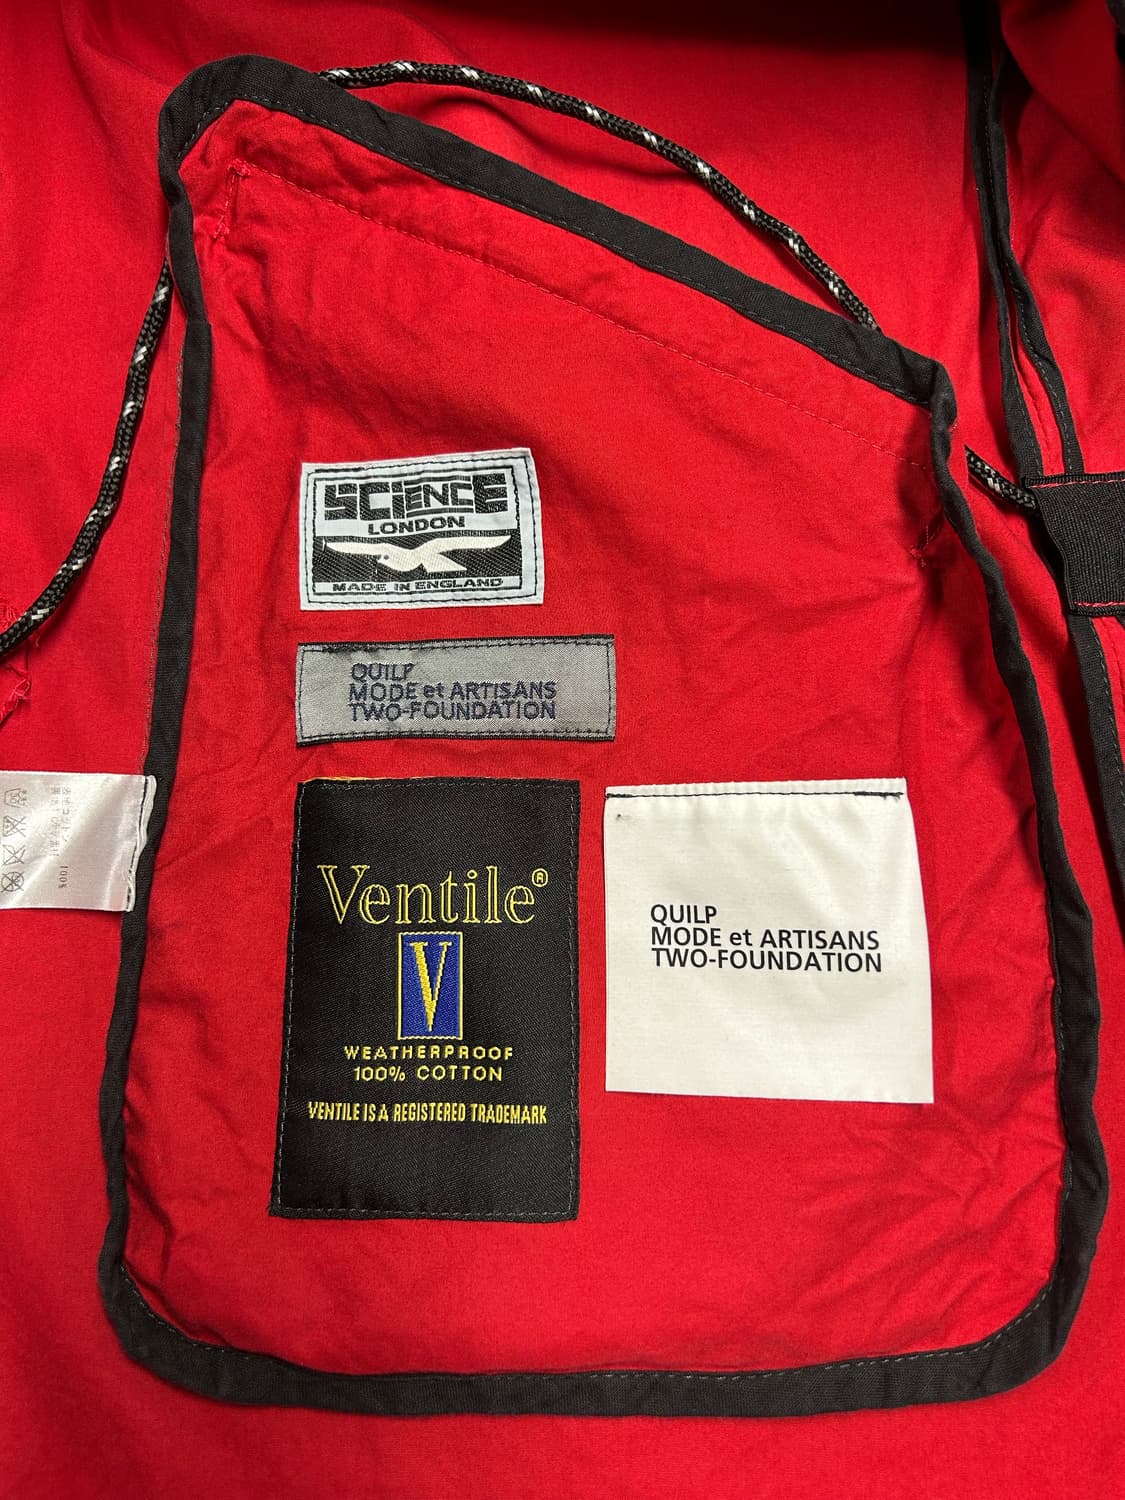 SCIENCE
LONDON
MADE IN ENGLAND
QUILP
MODE et ARTISANS
TWO-FOUNDATION
Ventile®
V
WEATHERPROOF
100% COTTON
VENTILE IS A REGISTERED TRADEMARK
QUILP
MODE et ARTISANS
TWO-FOUNDATION
100%